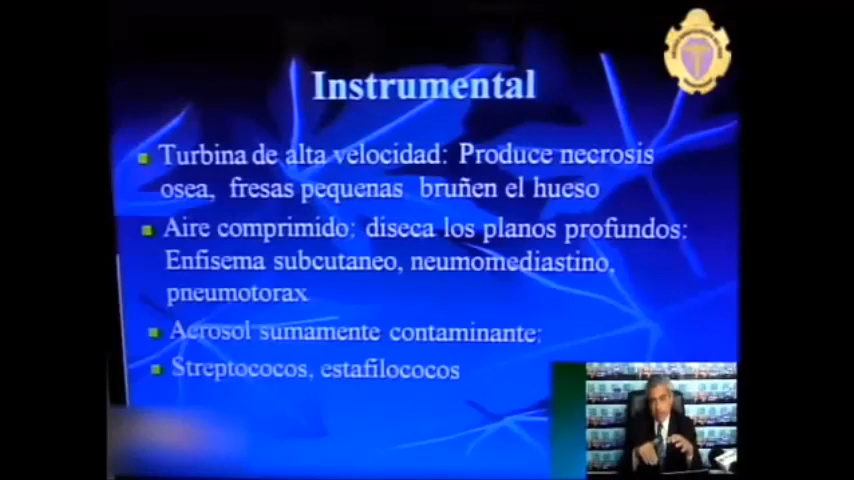 Instrumental
Turbina de alta velocidad: Produce necrosis
osea, fresas pequenas bruñen el hueso
Aire comprimido: diseca los planos profundos:
Enfisema subcutaneo, neumomediastino,
pneumotorax
Aerosol sumamente contaminante:
Streptococos, estafilococos